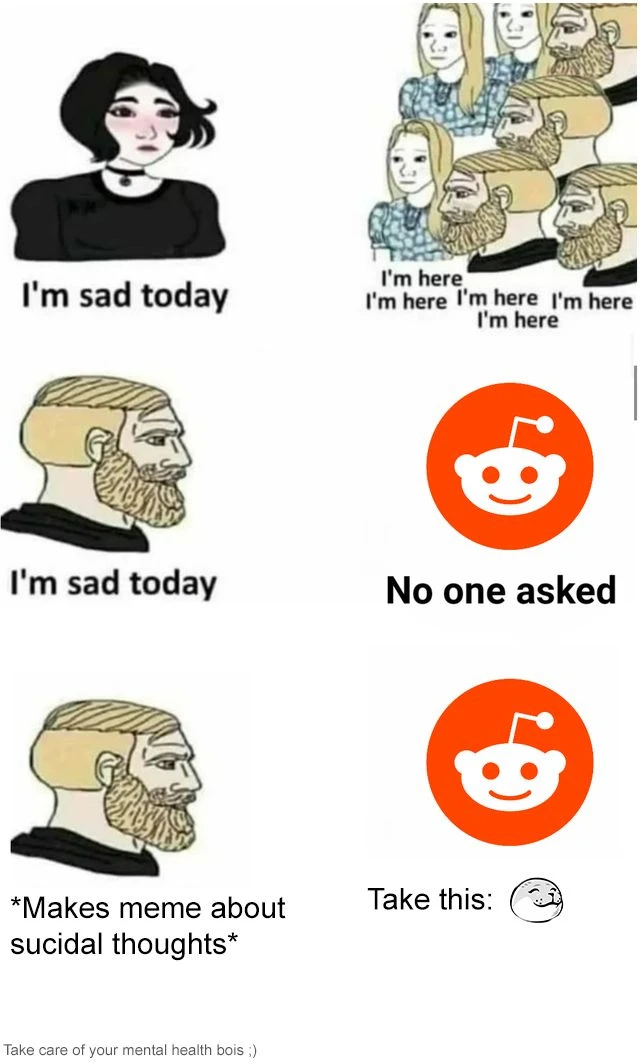 I'm sad today
I'm here
I'm here I'm here I'm here
I'm here
I'm sad today
No one asked
*Makes meme about
sucidal thoughts*
Take this:
Take care of your mental health bois ;)